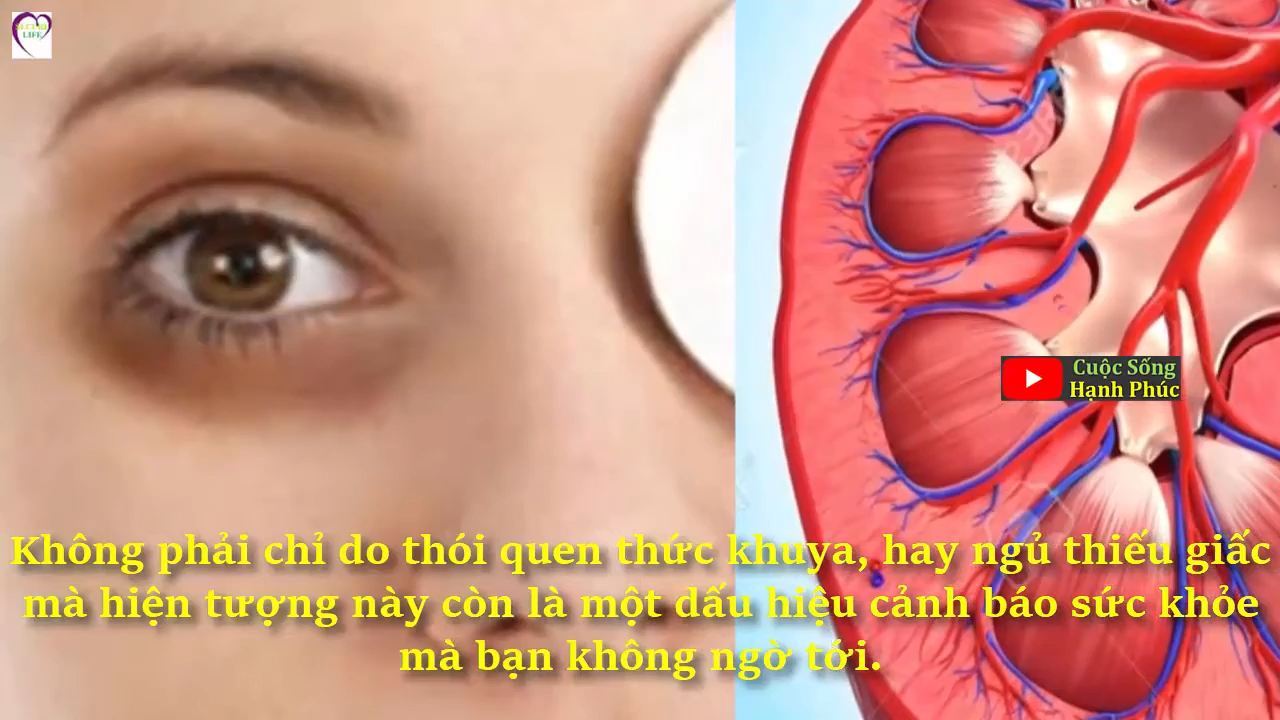 LIFE
Cuộc Sống
Hạnh Phúc
Không phải chỉ do thói quen thức khuya, hay ngủ thiếu giấc
mà hiện tượng này còn là một dấu hiệu cảnh báo sức khỏe
mà bạn không ngờ tới.